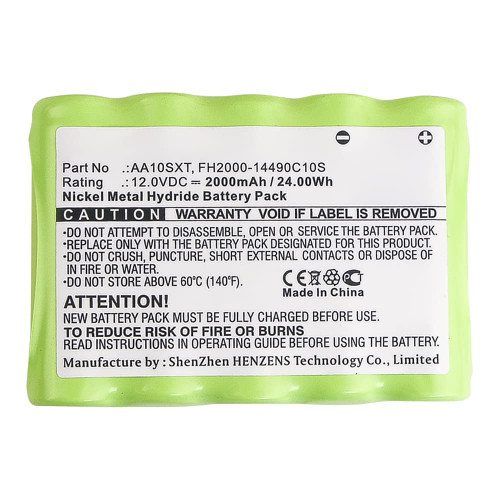 Part No .:AA10SXT, FH2000-14490C10S
Rating .: 12.0VDC ⎓ 2000mAh / 24.00Wh
Nickel Metal Hydride Battery Pack
CAUTION WARRANTY VOID IF LABEL IS REMOVED
•DO NOT ATTEMPT TO DISASSEMBLE, OPEN OR SERVICE THE BATTERY.
•REPLACE ONLY WITH THE BATTERY PACK DESIGNATED FOR THIS PRODUCT.
•DO NOT CRUSH, PUNCTURE, SHORT EXTERNAL CONTACTS OR DISPOSE OF
IN FIRE OR WATER.
•DO NOT STORE ABOVE 60°C (140°F).
CE
Made In China
ATTENTION!
NEW BATTERY PACK MUST BE FULLY CHARGED BEFORE USE.
TO REDUCE RISK OF FIRE OR BURNS
READ INSTRUCTIONS IN OPERATING GUIDE BEFORE USING BATTERY.
Manufacture by : ShenZhen HENZENS Technology Co., Limited